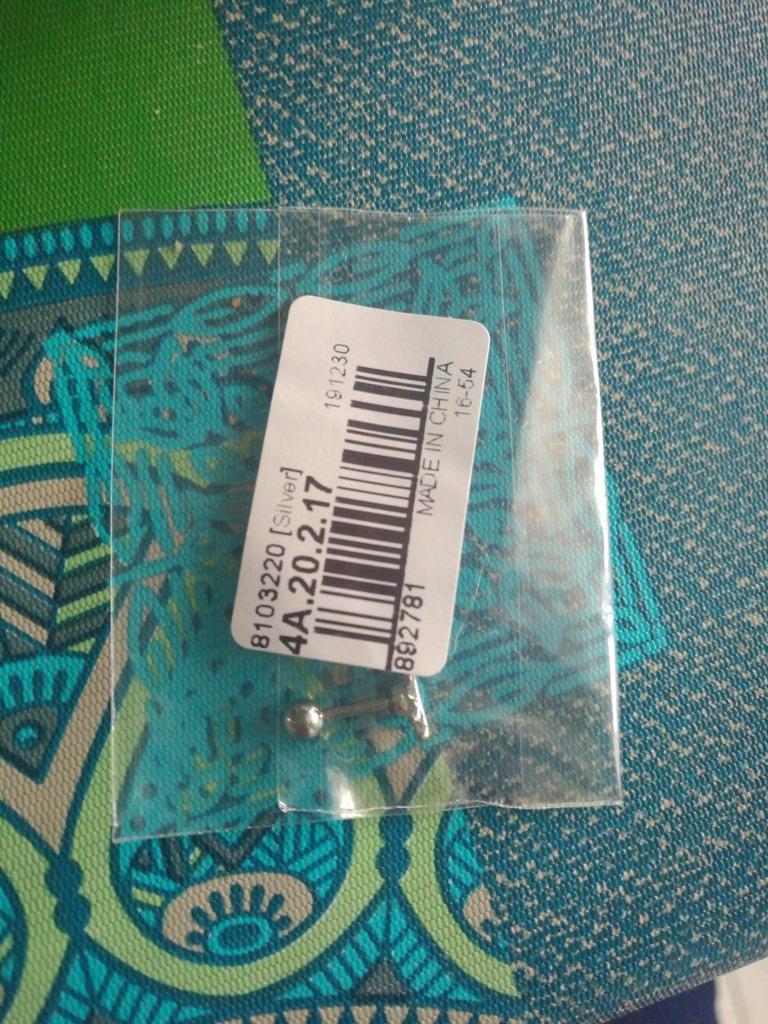 191230
8103220 [Silver]
4A.20.2.17
892781
MADE IN CHINA
16-54